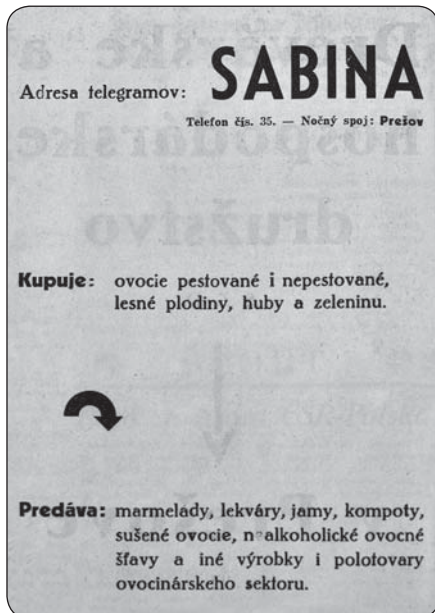 Adresa telegramov: SABINA
Telefon čís. 35. — Nočný spoj: Prešov
Kupuje: ovocie pestované i nepestované,
lesné plodiny, huby a zeleninu.
Predáva: marmelády, lekváry, jamy, kompoty,
sušené ovocie, nealkoholické ovocné
šťavy a iné výrobky i polotovary
ovocinárskeho sektoru.